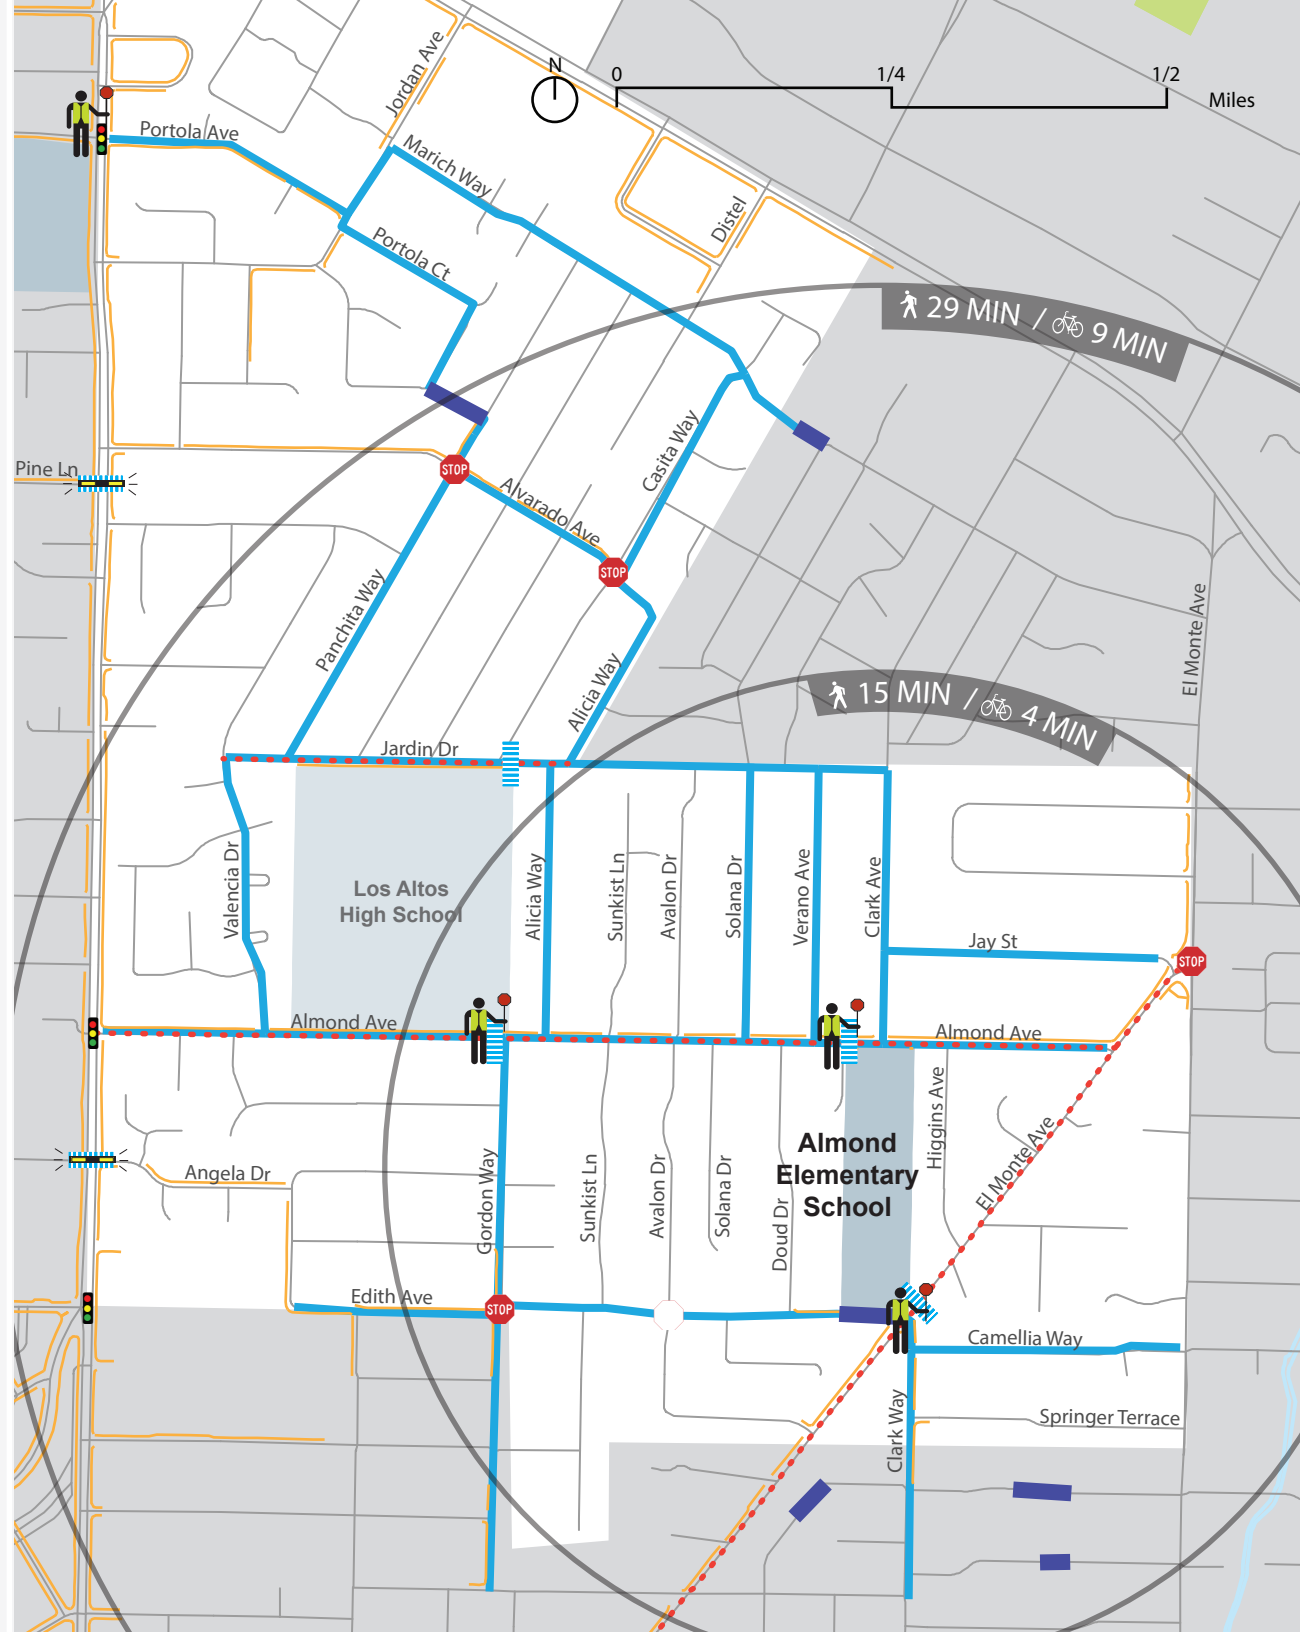 N
0
1/4
1/2
Miles
Jordan Ave
Portola Ave
Marich Way
Distel
Portola Ct
29 MIN / 9 MIN
Casita Way
Pine Ln
STOP
Alvarado Ave
STOP
Panchita Way
El Monte Ave
Alicia Way
15 MIN / 4 MIN
Jardin Dr
Valencia Dr
Los Altos
High School
Alicia Way
Sunkist Ln
Avalon Dr
Solana Dr
Verano Ave
Clark Ave
Jay St
STOP
Almond Ave
Almond Ave
Higgins Ave
Almond
Elementary
School
El Monte Ave
Angela Dr
Gordon Way
Sunkist Ln
Avalon Dr
Solana Dr
Doud Dr
Edith Ave
STOP
Camellia Way
Clark Way
Springer Terrace